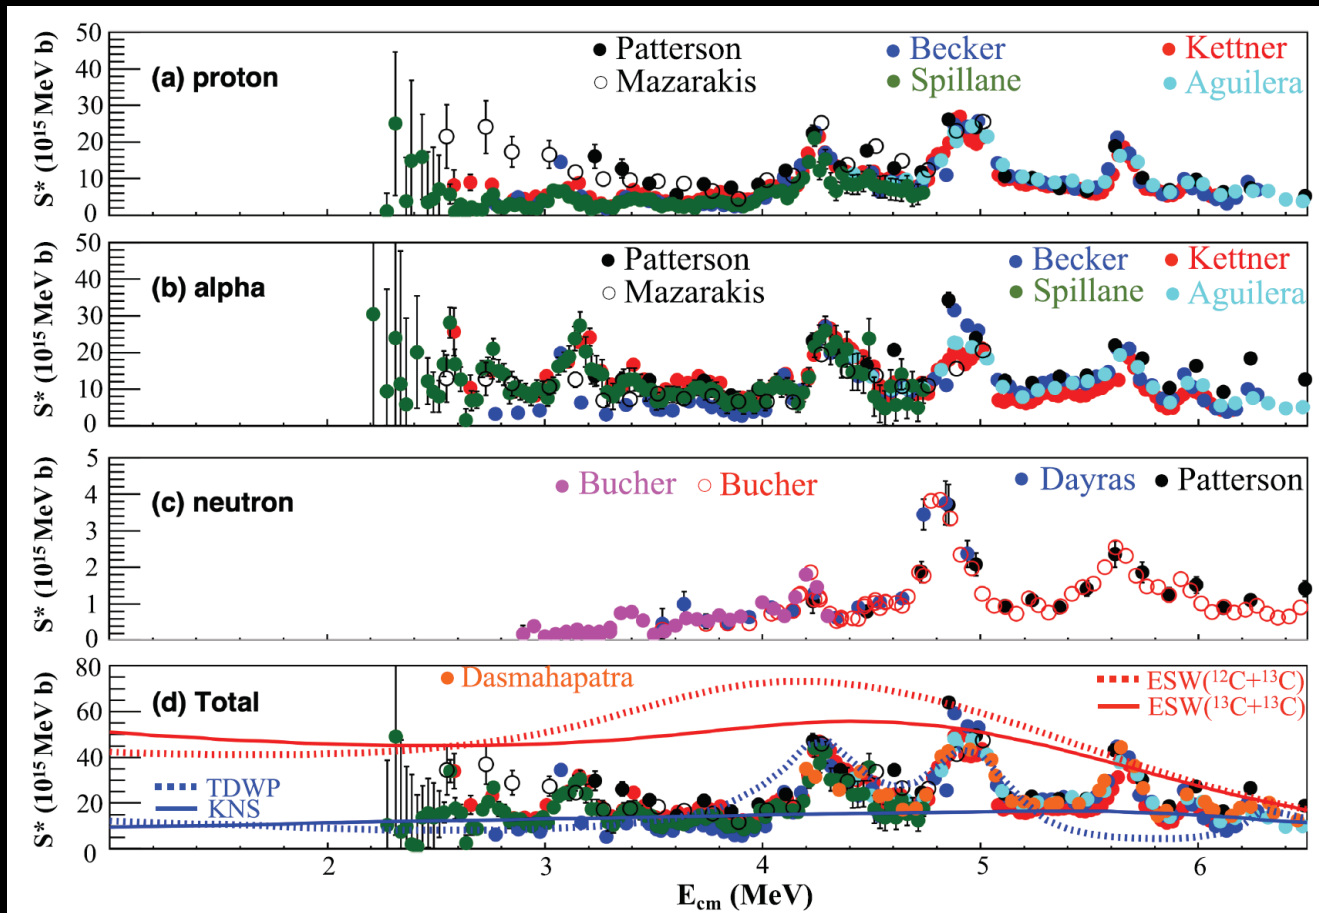 50
40
30
20
10
0
S* (10¹⁵ MeV b)
(a) proton
Patterson
Mazarakis
Becker
Spillane
Kettner
Aguilera
50
40
30
20
10
0
S* (10¹⁵ MeV b)
(b) alpha
Patterson
Mazarakis
Becker
Spillane
Kettner
Aguilera
5
4
3
2
1
0
S* (10¹⁵ MeV b)
(c) neutron
Bucher
Bucher
Dayras
Patterson
80
60
40
20
0
S* (10¹⁵ MeV b)
(d) Total
Dasmahapatra
ESW(¹²C+¹³C)
ESW(¹³C+¹³C)
TDWP
KNS
2
3
4
5
6
E_cm (MeV)